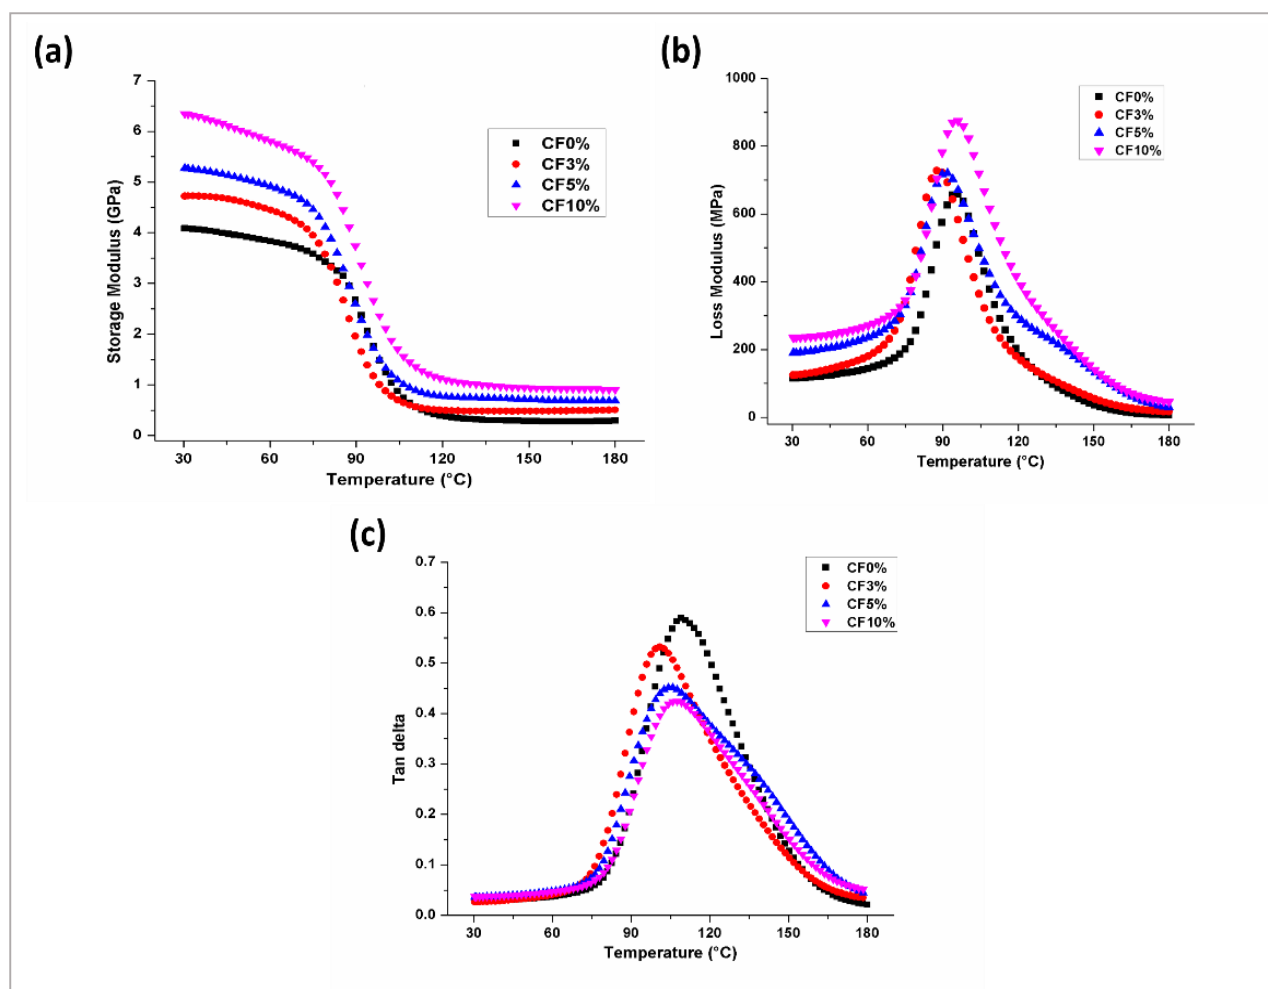 (a)
7
6
5
4
3
2
1
0
Storage Modulus (GPa)
30
60
90
120
150
180
Temperature (°C)
CF0%
CF3%
CF5%
CF10%
(b)
1000
800
600
400
200
0
Loss Modulus (MPa)
30
60
90
120
150
180
Temperature (°C)
CF0%
CF3%
CF5%
CF10%
(c)
0.7
0.6
0.5
0.4
0.3
0.2
0.1
0.0
Tan delta
30
60
90
120
150
180
Temperature (°C)
CF0%
CF3%
CF5%
CF10%